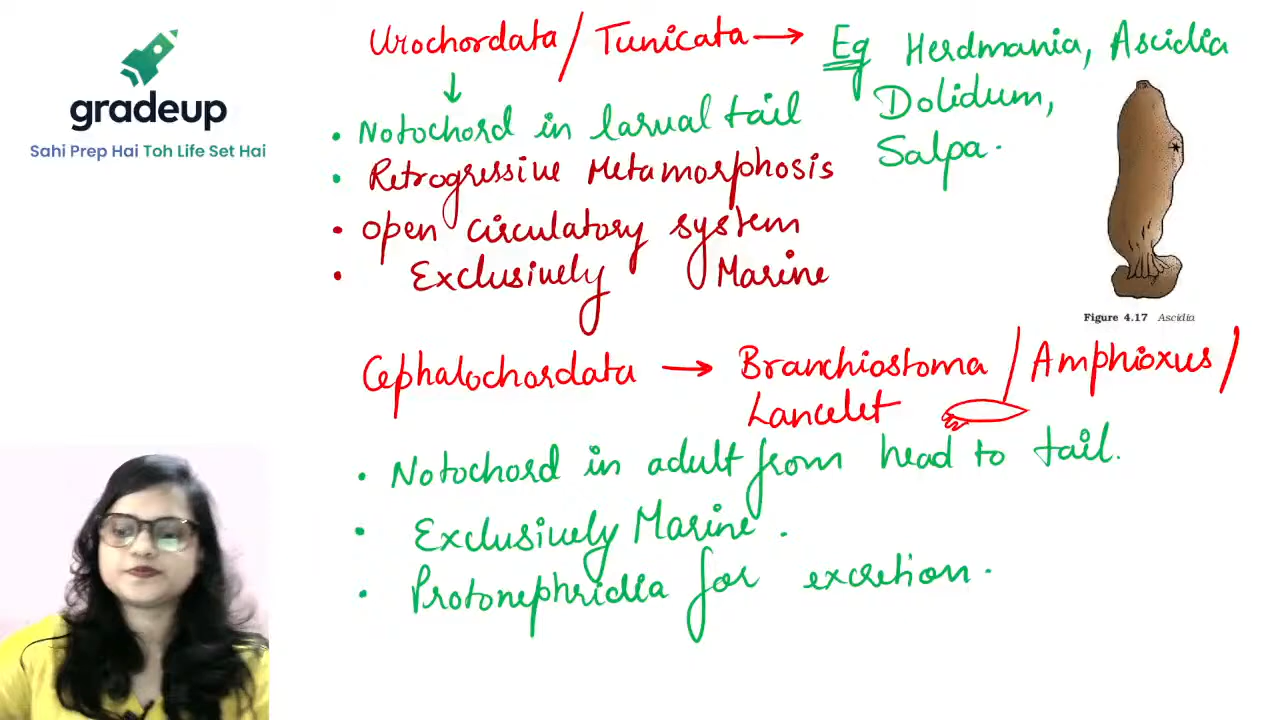 gradeup
Sahi Prep Hai Toh Life Set Hai
Urochordata / Tunicata → Eg Herdmania, Ascidia
Dolidum,
Salpa.
• Notochord in larval tail
• Retrogressive Metamorphosis
• open circulatory system
• Exclusively Marine
Figure 4.17 Ascidia
Cephalochordata → Branchiostoma / Amphioxus /
Lancelet
• Notochord in adult from head to tail.
• Exclusively Marine.
• Protonephridia for excretion.